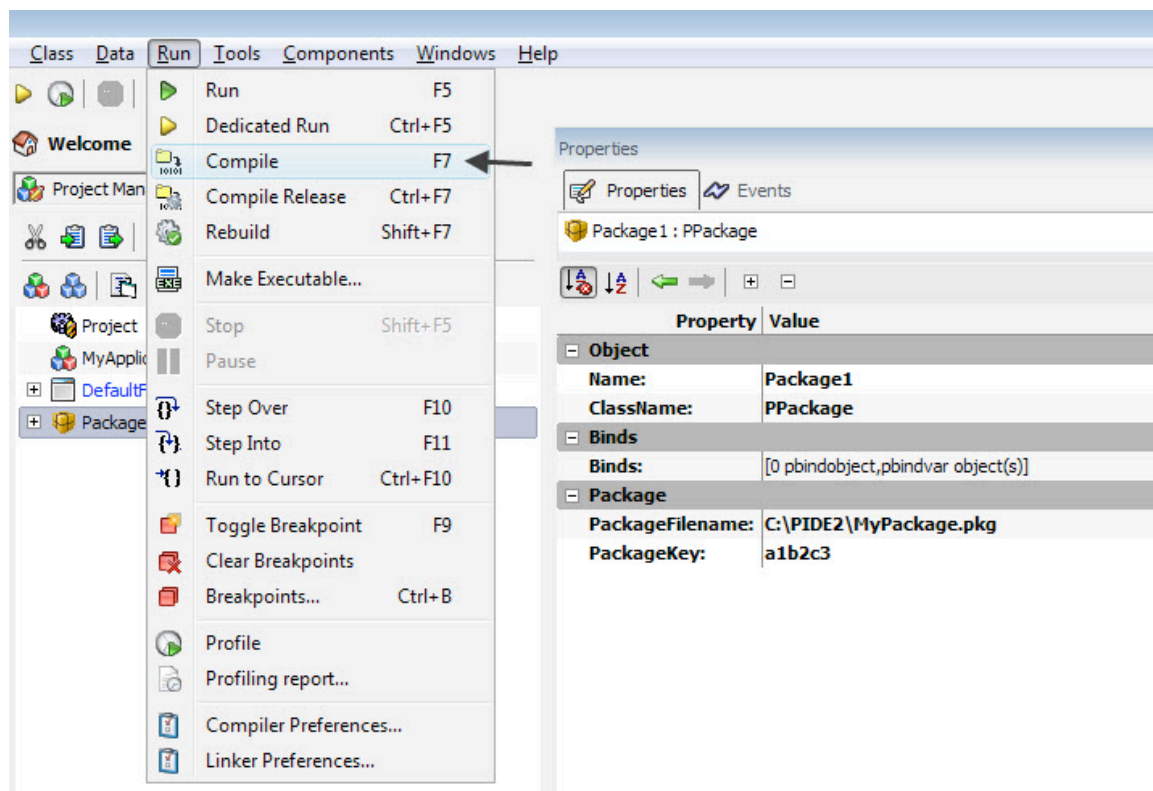 Class Data Run Tools Components Windows Help
Run F5
Dedicated Run Ctrl+F5
Compile F7
Compile Release Ctrl+F7
Rebuild Shift+F7
Make Executable...
Stop Shift+F5
Pause
Step Over F10
Step Into F11
Run to Cursor Ctrl+F10
Toggle Breakpoint F9
Clear Breakpoints
Breakpoints... Ctrl+B
Profile
Profiling report...
Compiler Preferences...
Linker Preferences...
Welcome
Project Man
Project
MyApplic
DefaultF
Package
Properties
Properties Events
Package1 : PPackage
Property Value
Object
Name: Package1
ClassName: PPackage
Binds
Binds: [0 pbindobject,pbindvar object(s)]
Package
PackageFilename: C:\PIDE2\MyPackage.pkg
PackageKey: a1b2c3